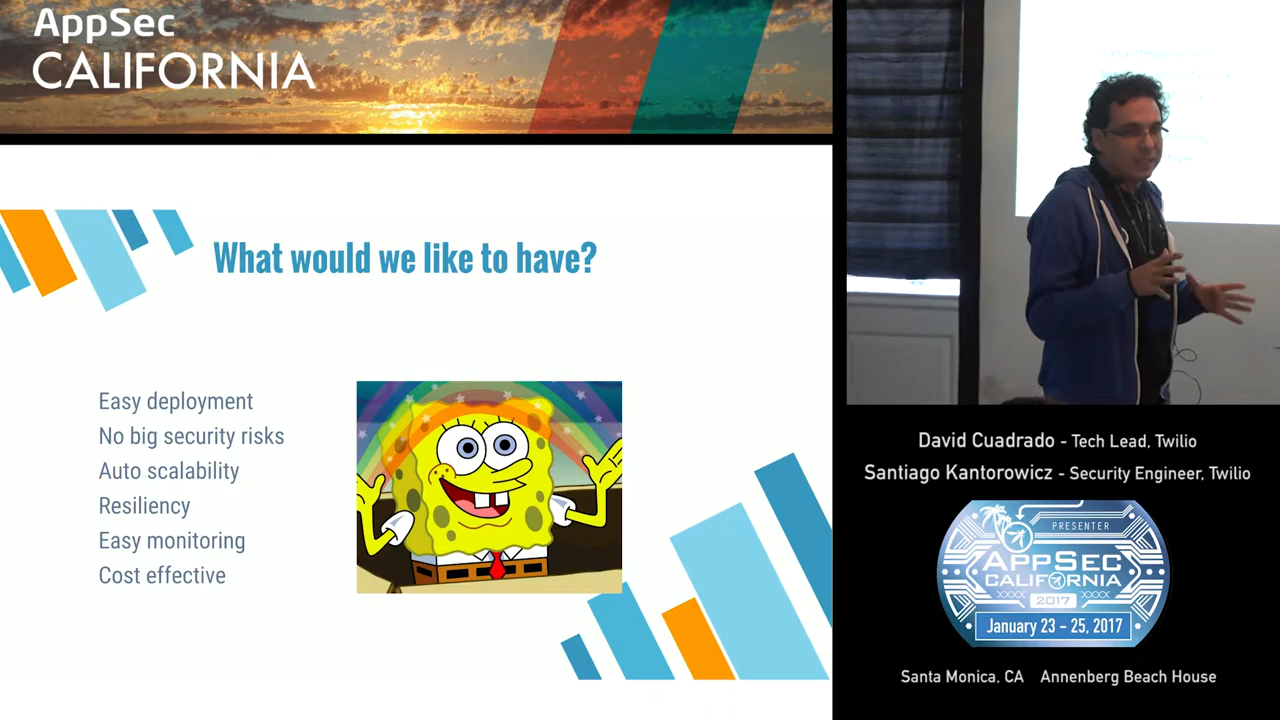 AppSec
CALIFORNIA
What would we like to have?
Easy deployment
No big security risks
Auto scalability
Resiliency
Easy monitoring
Cost effective
David Cuadrado - Tech Lead, Twilio
Santiago Kantorowicz - Security Engineer, Twilio
PRESENTER
APPSEC
CALIFORNIA
2017
January 23 - 25, 2017
Santa Monica, CA Annenberg Beach House